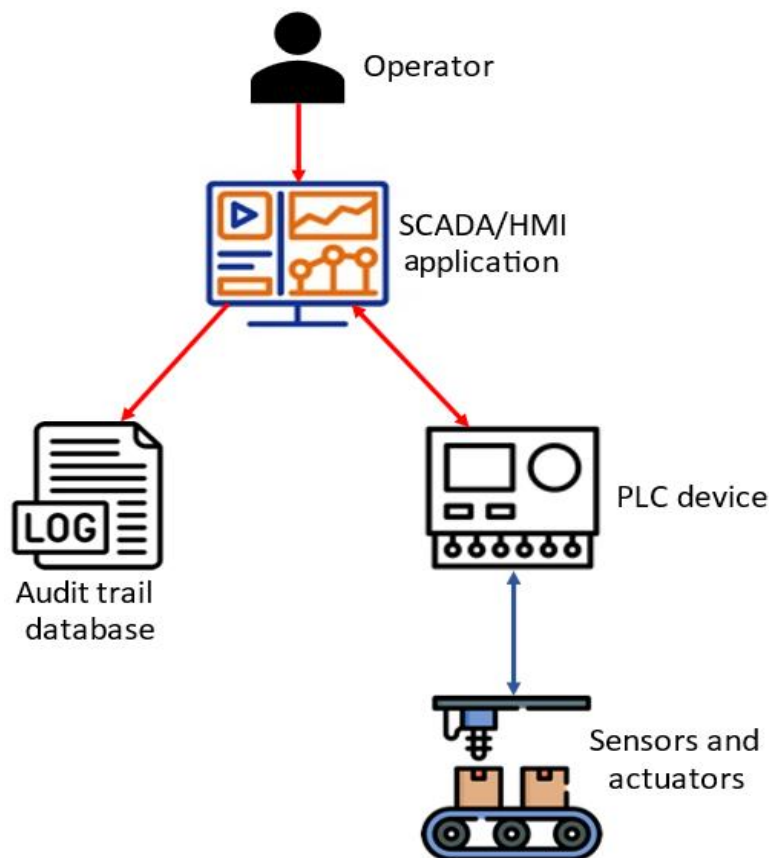 Operator
SCADA/HMI
application
LOG
Audit trail
database
PLC device
Sensors and
actuators